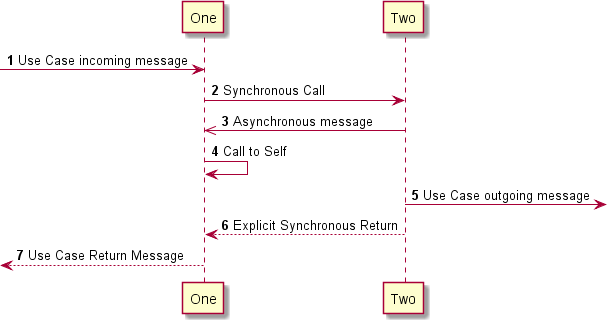 One Two
1 Use Case incoming message
2 Synchronous Call
3 Asynchronous message
4 Call to Self
5 Use Case outgoing message
6 Explicit Synchronous Return
7 Use Case Return Message
One Two